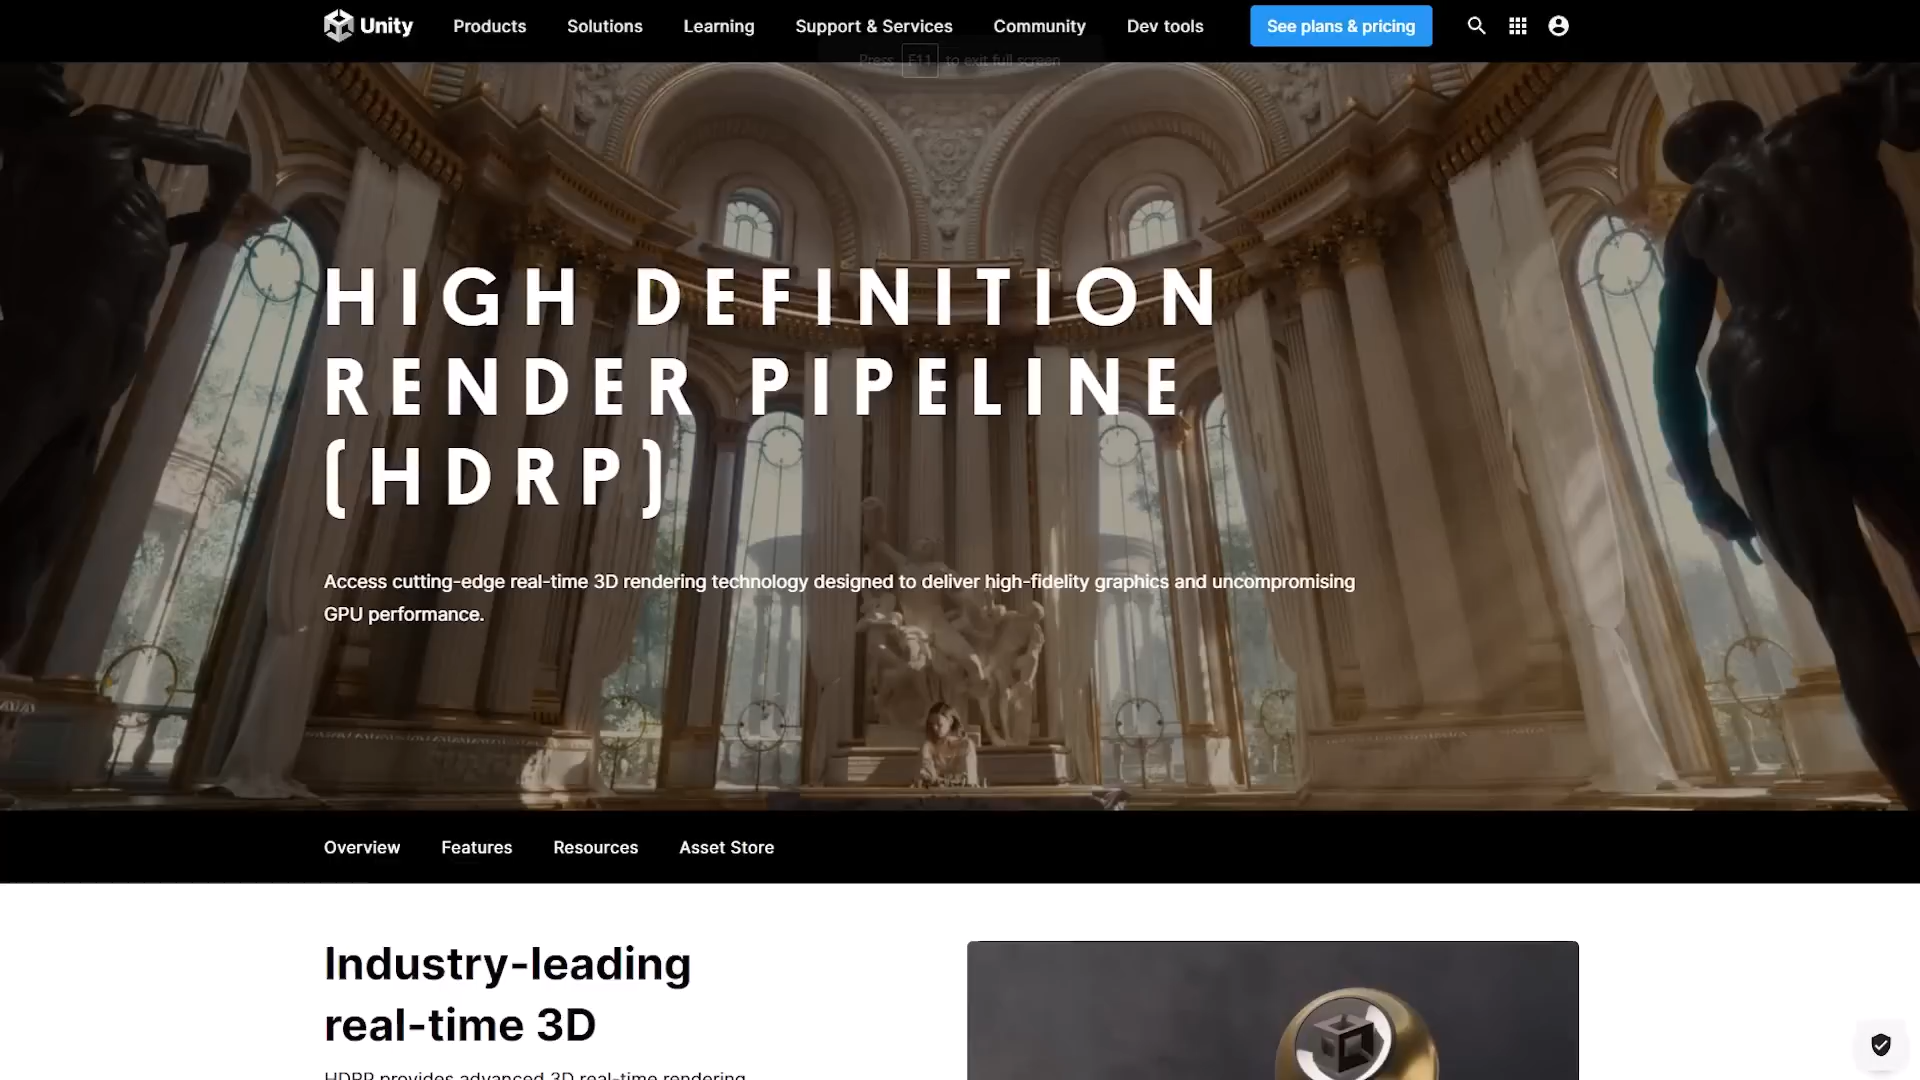 Unity Products Solutions Learning Support & Services Community Dev tools See plans & pricing
Press F11 to exit full screen
HIGH DEFINITION
RENDER PIPELINE
(HDRP)
Access cutting-edge real-time 3D rendering technology designed to deliver high-fidelity graphics and uncompromising
GPU performance.
Overview Features Resources Asset Store
Industry-leading
real-time 3D
HDRP provides advanced 3D real-time rendering